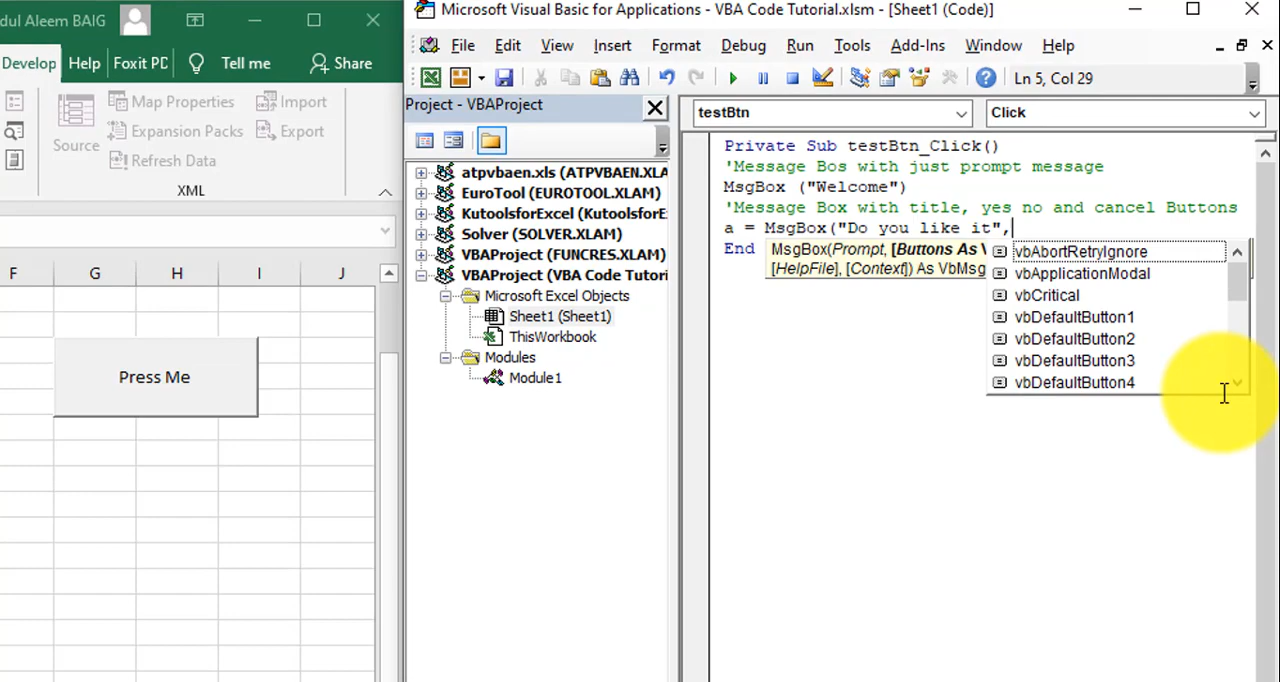 dul Aleem BAIG
Develop Help Foxit PD Tell me Share
Source
Map Properties
Expansion Packs
Refresh Data
Import
Export
XML
F G H I J
Press Me
Microsoft Visual Basic for Applications - VBA Code Tutorial.xlsm - [Sheet1 (Code)]
File Edit View Insert Format Debug Run Tools Add-Ins Window Help
Ln 5, Col 29
Project - VBAProject
atpvbaen.xls (ATPVBAEN.XLA
EuroTool (EUROTOOL.XLAM)
KutoolsforExcel (KutoolsforE
Solver (SOLVER.XLAM)
VBAProject (FUNCRES.XLAM)
VBAProject (VBA Code Tutori
Microsoft Excel Objects
Sheet1 (Sheet1)
ThisWorkbook
Modules
Module1
testBtn
Click
Private Sub testBtn_Click()
'Message Bos with just prompt message
MsgBox ("Welcome")
'Message Box with title, yes no and cancel Buttons
a = MsgBox("Do you like it",
End
MsgBox(Prompt, [Buttons As V
[HelpFile], [Context]) As VbMsg
vbAbortRetryIgnore
vbApplicationModal
vbCritical
vbDefaultButton1
vbDefaultButton2
vbDefaultButton3
vbDefaultButton4